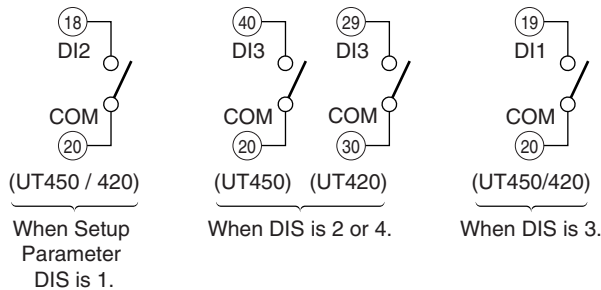 18
DI2
COM
20
(UT450 / 420)
When Setup
Parameter
DIS is 1.
40
DI3
COM
20
(UT450)
29
DI3
COM
30
(UT420)
When DIS is 2 or 4.
19
DI1
COM
20
(UT450/420)
When DIS is 3.